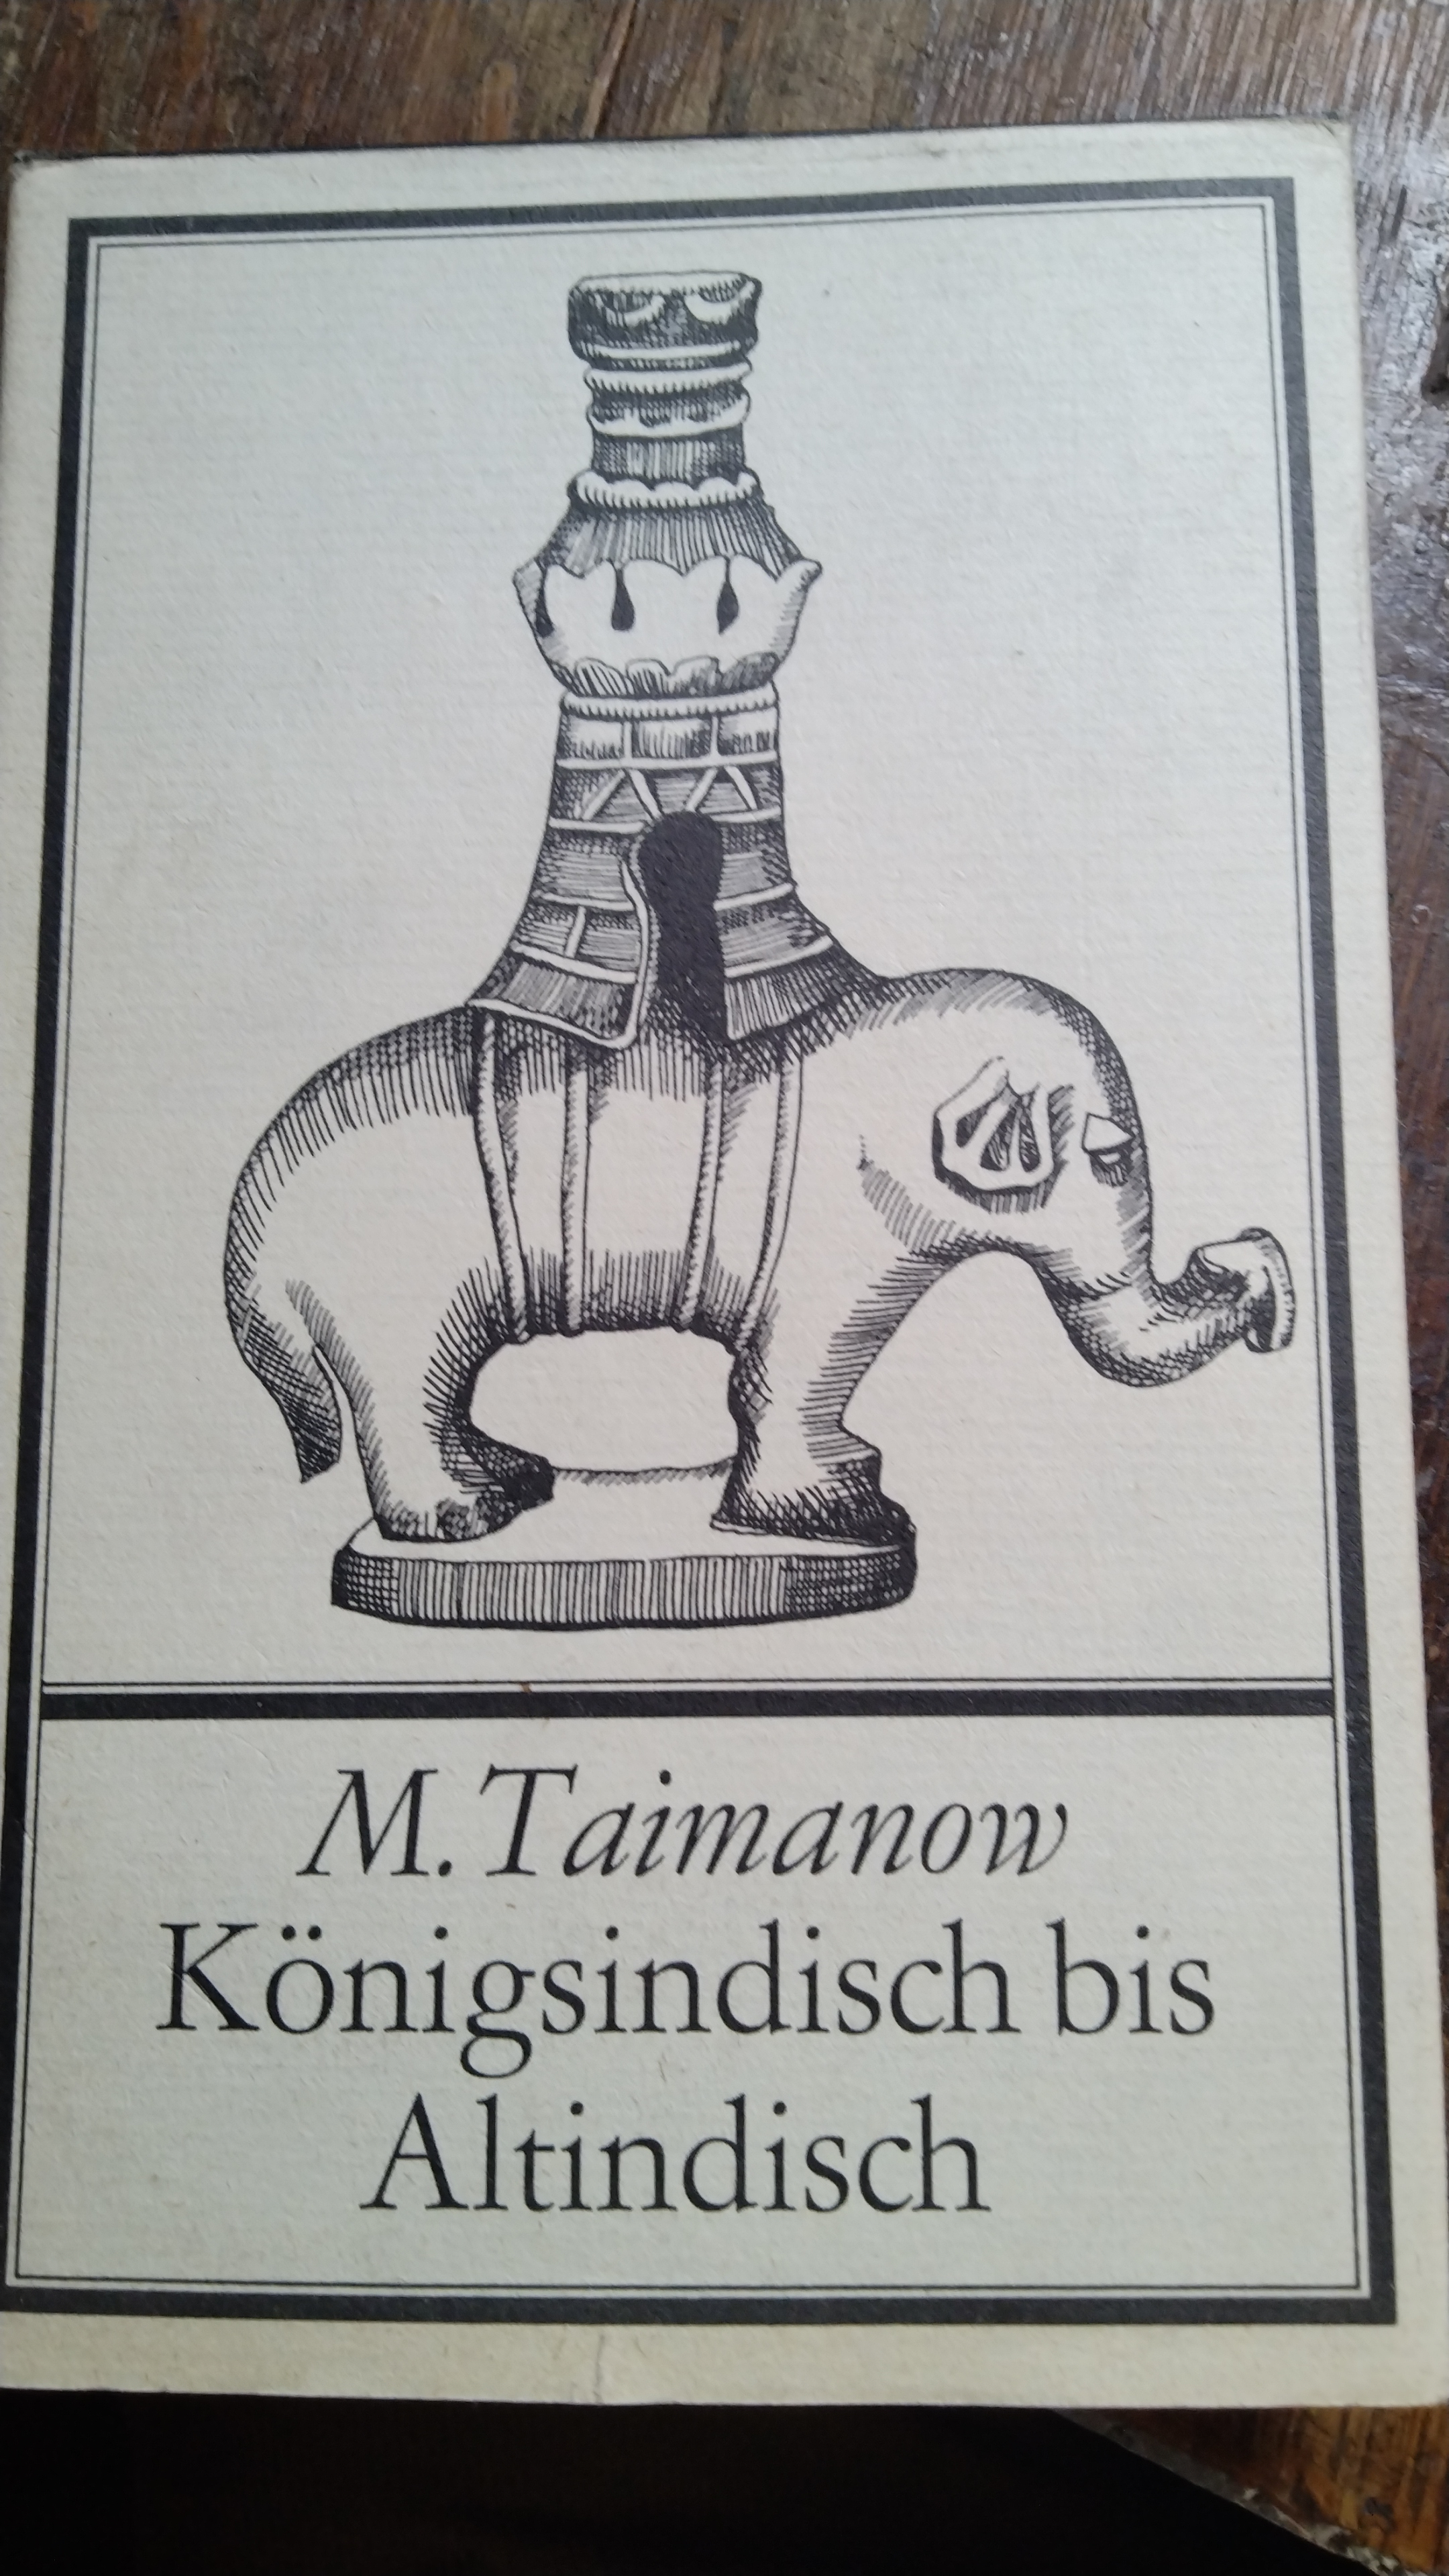 M. Taimanow
Königsindisch bis
Altindisch